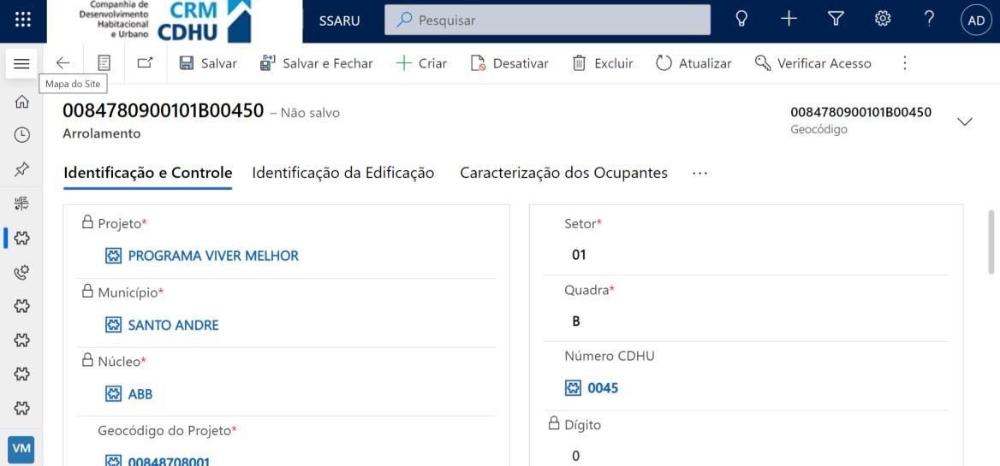 Companhia de
Desenvolvimento
Habitacional
e Urbano
CRM
CDHU
SSARU
Pesquisar
AD
Salvar
Salvar e Fechar
Criar
Desativar
Excluir
Atualizar
Verificar Acesso
Mapa do Site
0084780900101B00450 – Não salvo
Arrolamento
0084780900101B00450
Geocódigo
Identificação e Controle
Identificação da Edificação
Caracterização dos Ocupantes
Projeto*
PROGRAMA VIVER MELHOR
Município*
SANTO ANDRE
Núcleo*
ABB
Geocódigo do Projeto*
00848708001
Setor*
01
Quadra*
B
Número CDHU
0045
Dígito
0
VM